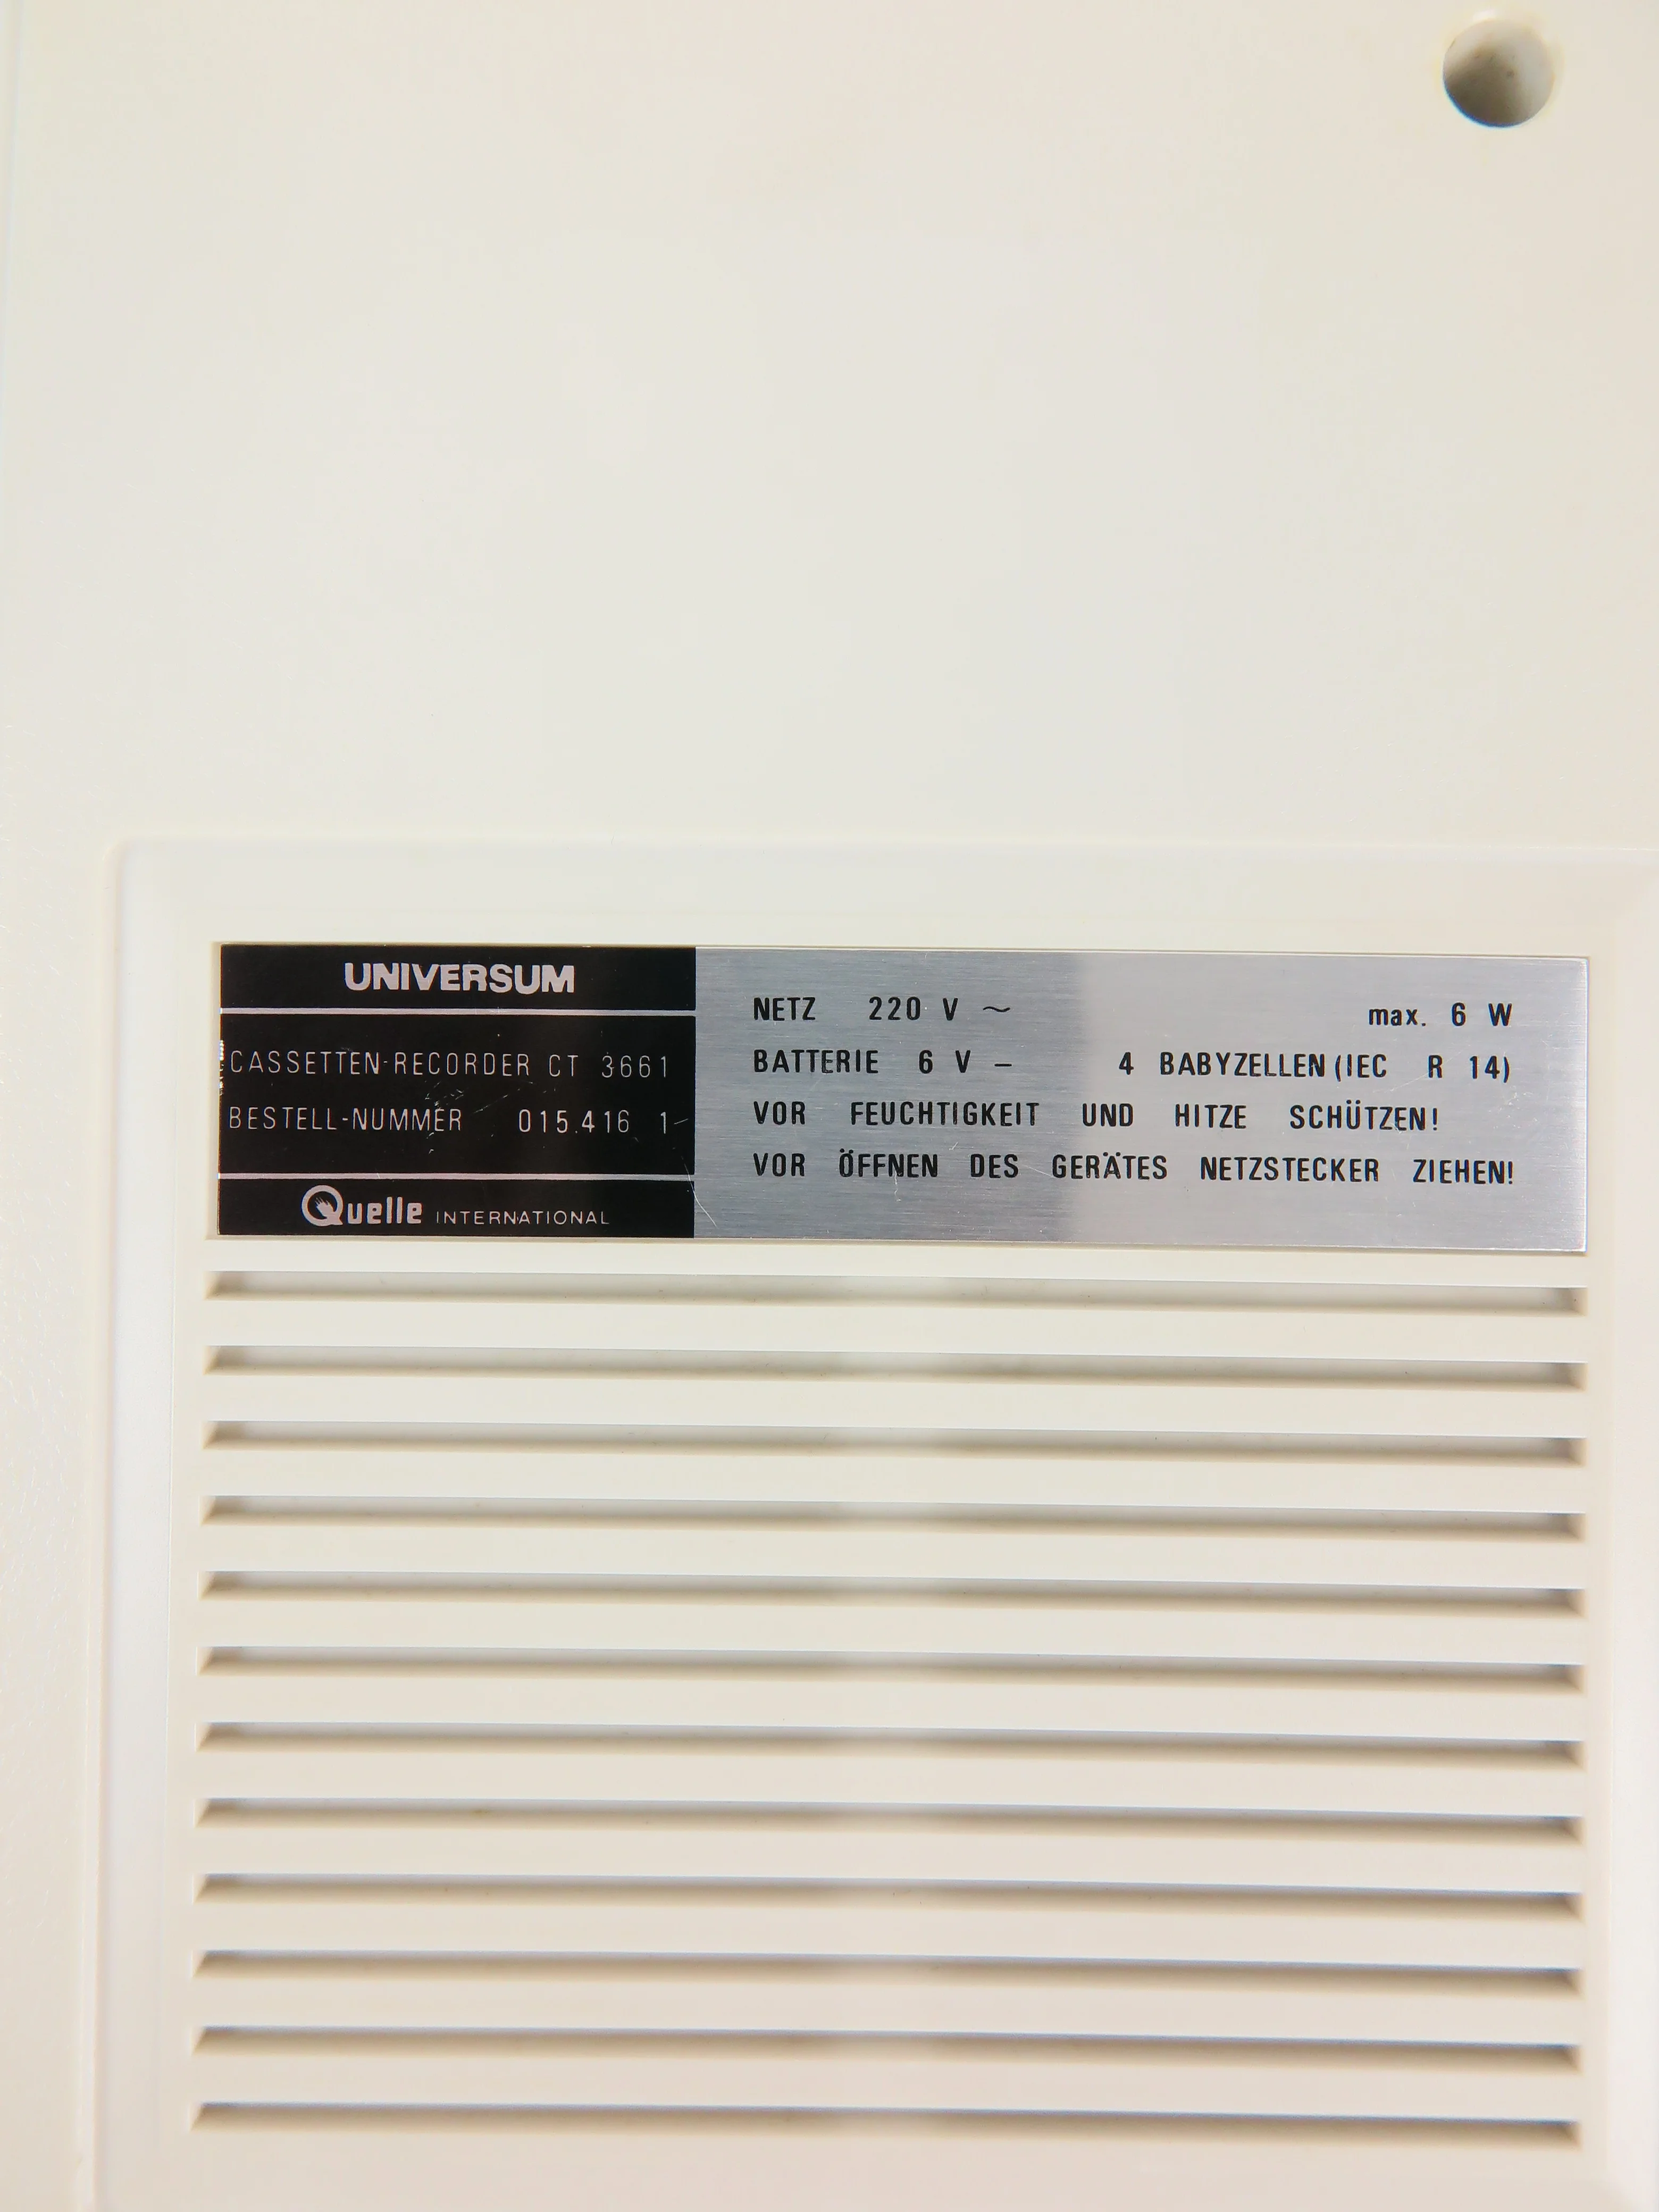 UNIVERSUM
CASSETTEN-RECORDER CT 3661
BESTELL-NUMMER 015.416 1
Quelle INTERNATIONAL
NETZ 220 V ~ max. 6 W
BATTERIE 6 V – 4 BABYZELLEN (IEC R 14)
VOR FEUCHTIGKEIT UND HITZE SCHÜTZEN!
VOR ÖFFNEN DES GERÄTES NETZSTECKER ZIEHEN!